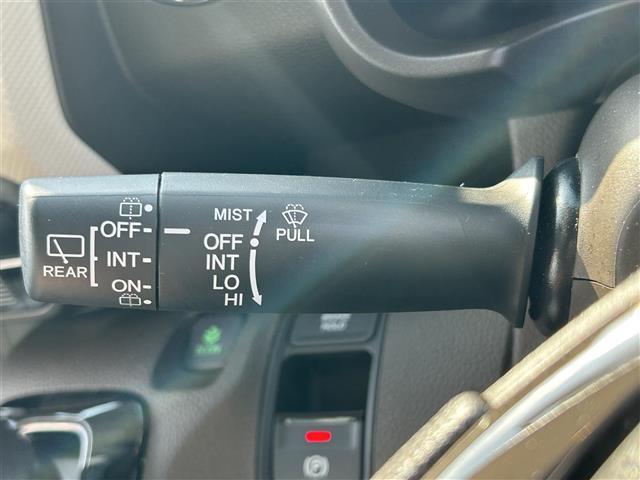 REAR
OFF
INT
ON
MIST
OFF
INT
LO
HI
PULL